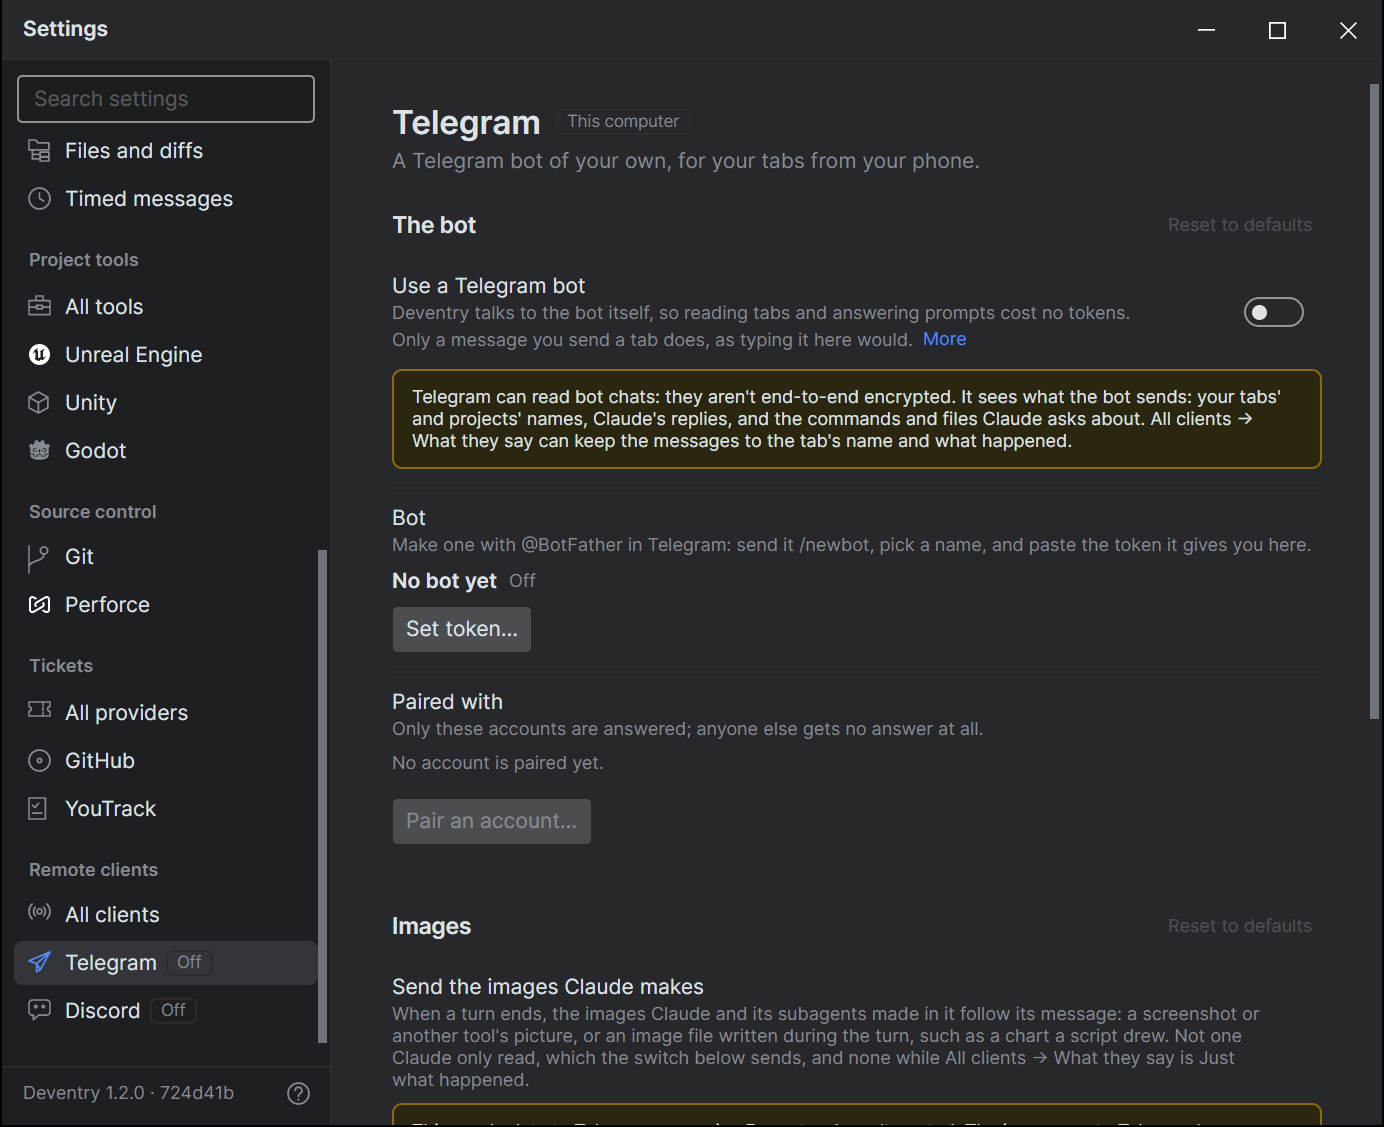 Settings
Search settings
Files and diffs
Timed messages
Project tools
All tools
Unreal Engine
Unity
Godot
Source control
Git
Perforce
Tickets
All providers
GitHub
YouTrack
Remote clients
All clients
Telegram Off
Discord Off
Deventry 1.2.0 · 724d41b
Telegram This computer
A Telegram bot of your own, for your tabs from your phone.
The bot Reset to defaults
Use a Telegram bot
Deventry talks to the bot itself, so reading tabs and answering prompts cost no tokens.
Only a message you send a tab does, as typing it here would. More
Telegram can read bot chats: they aren't end-to-end encrypted. It sees what the bot sends: your tabs'
and projects' names, Claude's replies, and the commands and files Claude asks about. All clients →
What they say can keep the messages to the tab's name and what happened.
Bot
Make one with @BotFather in Telegram: send it /newbot, pick a name, and paste the token it gives you here.
No bot yet Off
Set token...
Paired with
Only these accounts are answered; anyone else gets no answer at all.
No account is paired yet.
Pair an account...
Images Reset to defaults
Send the images Claude makes
When a turn ends, the images Claude and its subagents made in it follow its message: a screenshot or
another tool's picture, or an image file written during the turn, such as a chart a script drew. Not one
Claude only read, which the switch below sends, and none while All clients → What they say is Just
what happened.